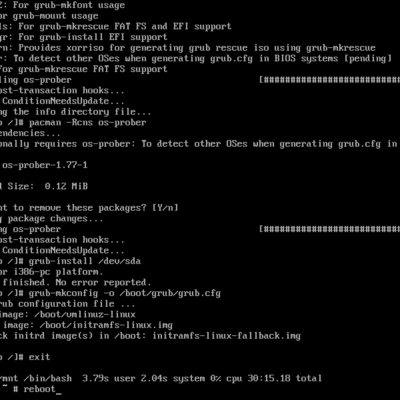 2: For grub-mkfont usage
or grub-mount usage
ls: For grub-mkrescue FAT FS and EFI support
mgr: For grub-install EFI support
rn: Provides xorriso for generating grub rescue iso using grub-mkrescue
r: To detect other OSes when generating grub.cfg in BIOS systems [pending]
For grub-mkrescue FAT FS support
ling os-prober [############################
ost-transaction hooks...
ConditionNeedsUpdate...
ng the info directory file...
o /]# pacman -Rcns os-prober
endencies...
onally requires os-prober: To detect other OSes when generating grub.cfg in
os-prober-1.77-1
d Size: 0.12 MiB
nt to remove these packages? [Y/n]
g package changes...
ng os-prober [############################
ost-transaction hooks...
ConditionNeedsUpdate...
o /]# grub-install /dev/sda
or i386-pc platform.
finished. No error reported.
o /]# grub-mkconfig -o /boot/grub/grub.cfg
rub configuration file ...
image: /boot/vmlinuz-linux
image: /boot/initramfs-linux.img
ck initrd image(s) in /boot: initramfs-linux-fallback.img
o /]# exit
/mnt /bin/bash 3.79s user 2.04s system 0% cpu 30:15.18 total
~ # reboot_